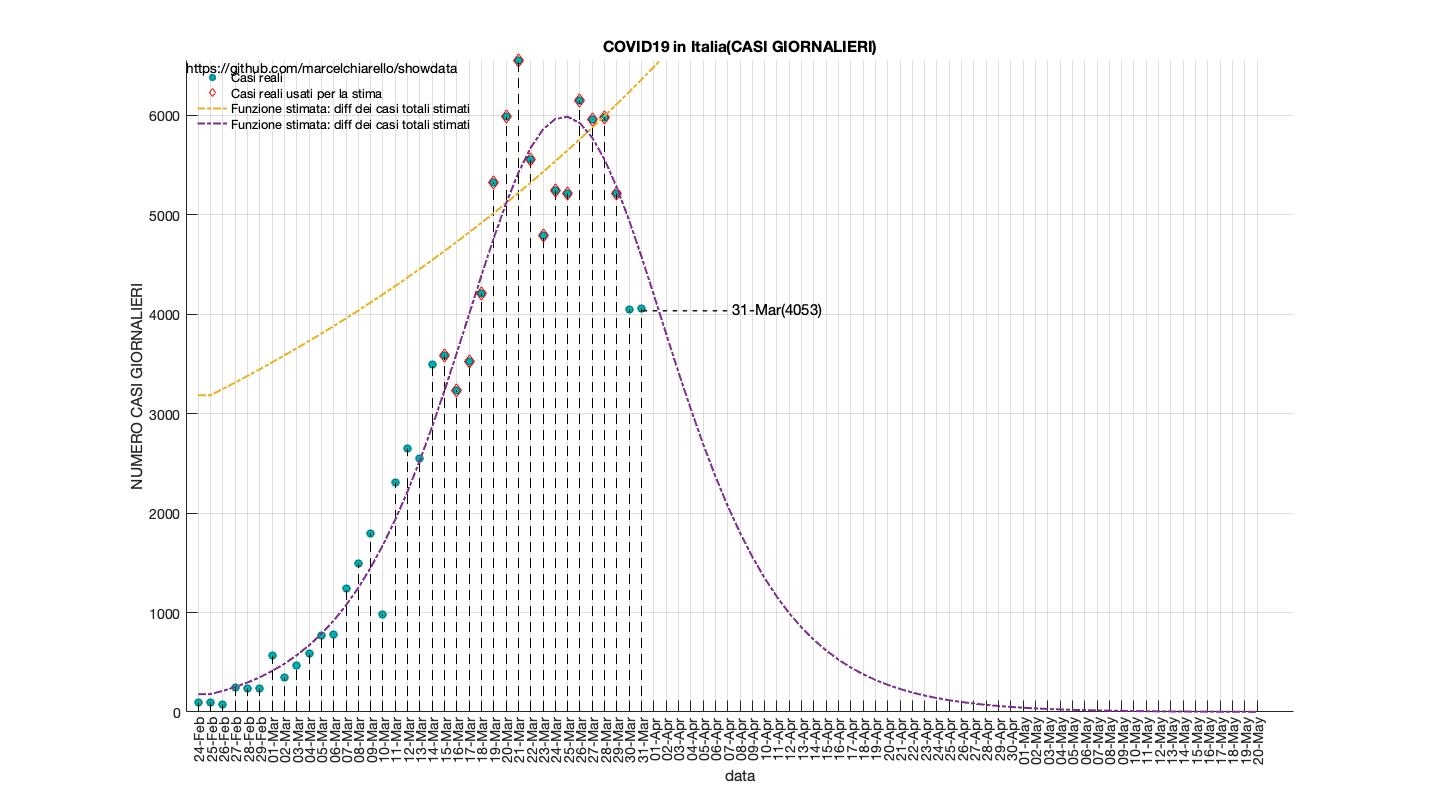 COVID19 in Italia(CASI GIORNALIERI)
https://github.com/marcelchiarello/showdata
Casi reali
Casi reali usati per la stima
Funzione stimata: diff dei casi totali stimati
Funzione stimata: diff dei casi totali stimati
6000
5000
4000
3000
2000
1000
0
NUMERO CASI GIORNALIERI
31-Mar(4053)
24-Feb
25-Feb
26-Feb
27-Feb
28-Feb
29-Feb
01-Mar
02-Mar
03-Mar
04-Mar
05-Mar
06-Mar
07-Mar
08-Mar
09-Mar
10-Mar
11-Mar
12-Mar
13-Mar
14-Mar
15-Mar
16-Mar
17-Mar
18-Mar
19-Mar
20-Mar
21-Mar
22-Mar
23-Mar
24-Mar
25-Mar
26-Mar
27-Mar
28-Mar
29-Mar
30-Mar
31-Mar
01-Apr
02-Apr
03-Apr
04-Apr
05-Apr
06-Apr
07-Apr
08-Apr
09-Apr
10-Apr
11-Apr
12-Apr
13-Apr
14-Apr
15-Apr
16-Apr
17-Apr
18-Apr
19-Apr
20-Apr
21-Apr
22-Apr
23-Apr
24-Apr
25-Apr
26-Apr
27-Apr
28-Apr
29-Apr
30-Apr
01-May
02-May
03-May
04-May
05-May
06-May
07-May
08-May
09-May
10-May
11-May
12-May
13-May
14-May
15-May
16-May
17-May
18-May
19-May
20-May
data